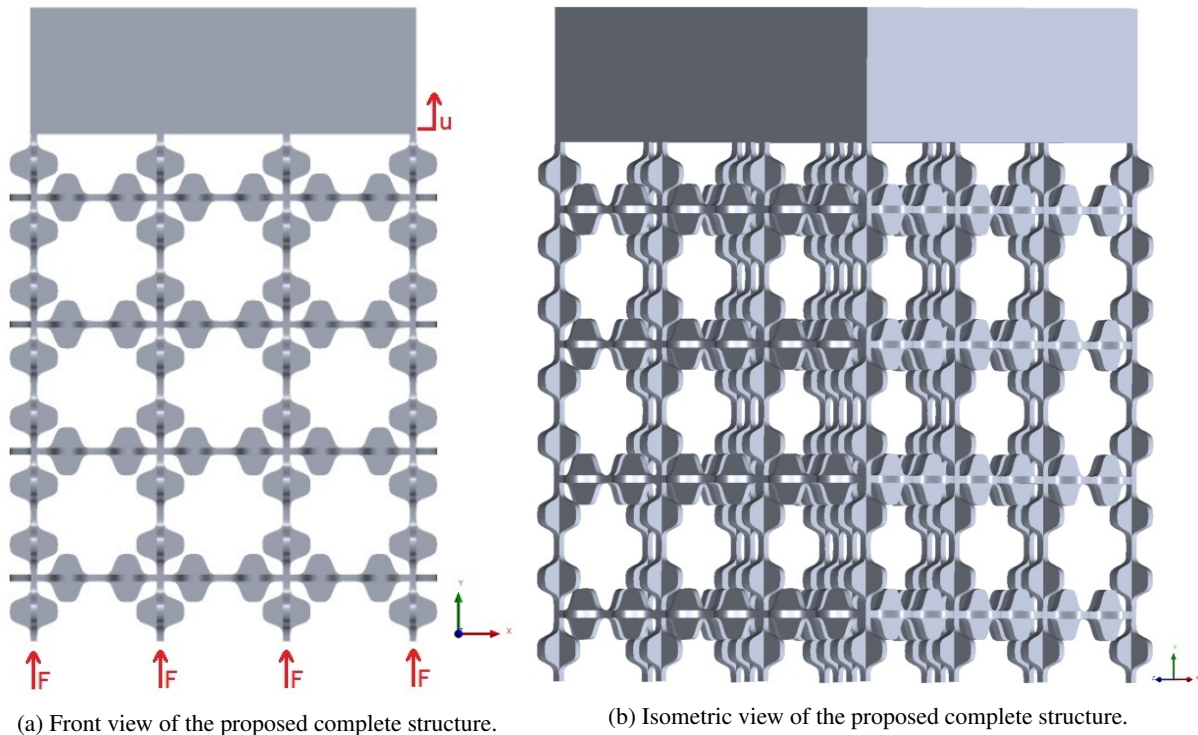 u
F F F F
Y
X
(a) Front view of the proposed complete structure.
Y
Z X
(b) Isometric view of the proposed complete structure.